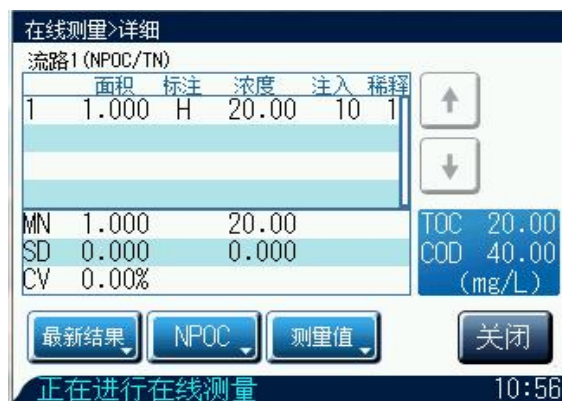 在线测量>详细
流路1(NPOC/TN)
面积 标注 浓度 注入 稀释
1 1.000 H 20.00 10 1
MN 1.000 20.00
SD 0.000 0.000
CV 0.00%
TOC 20.00
COD 40.00
(mg/L)
最新结果 NPOC 测量值 关闭
正在进行在线测量 10:56